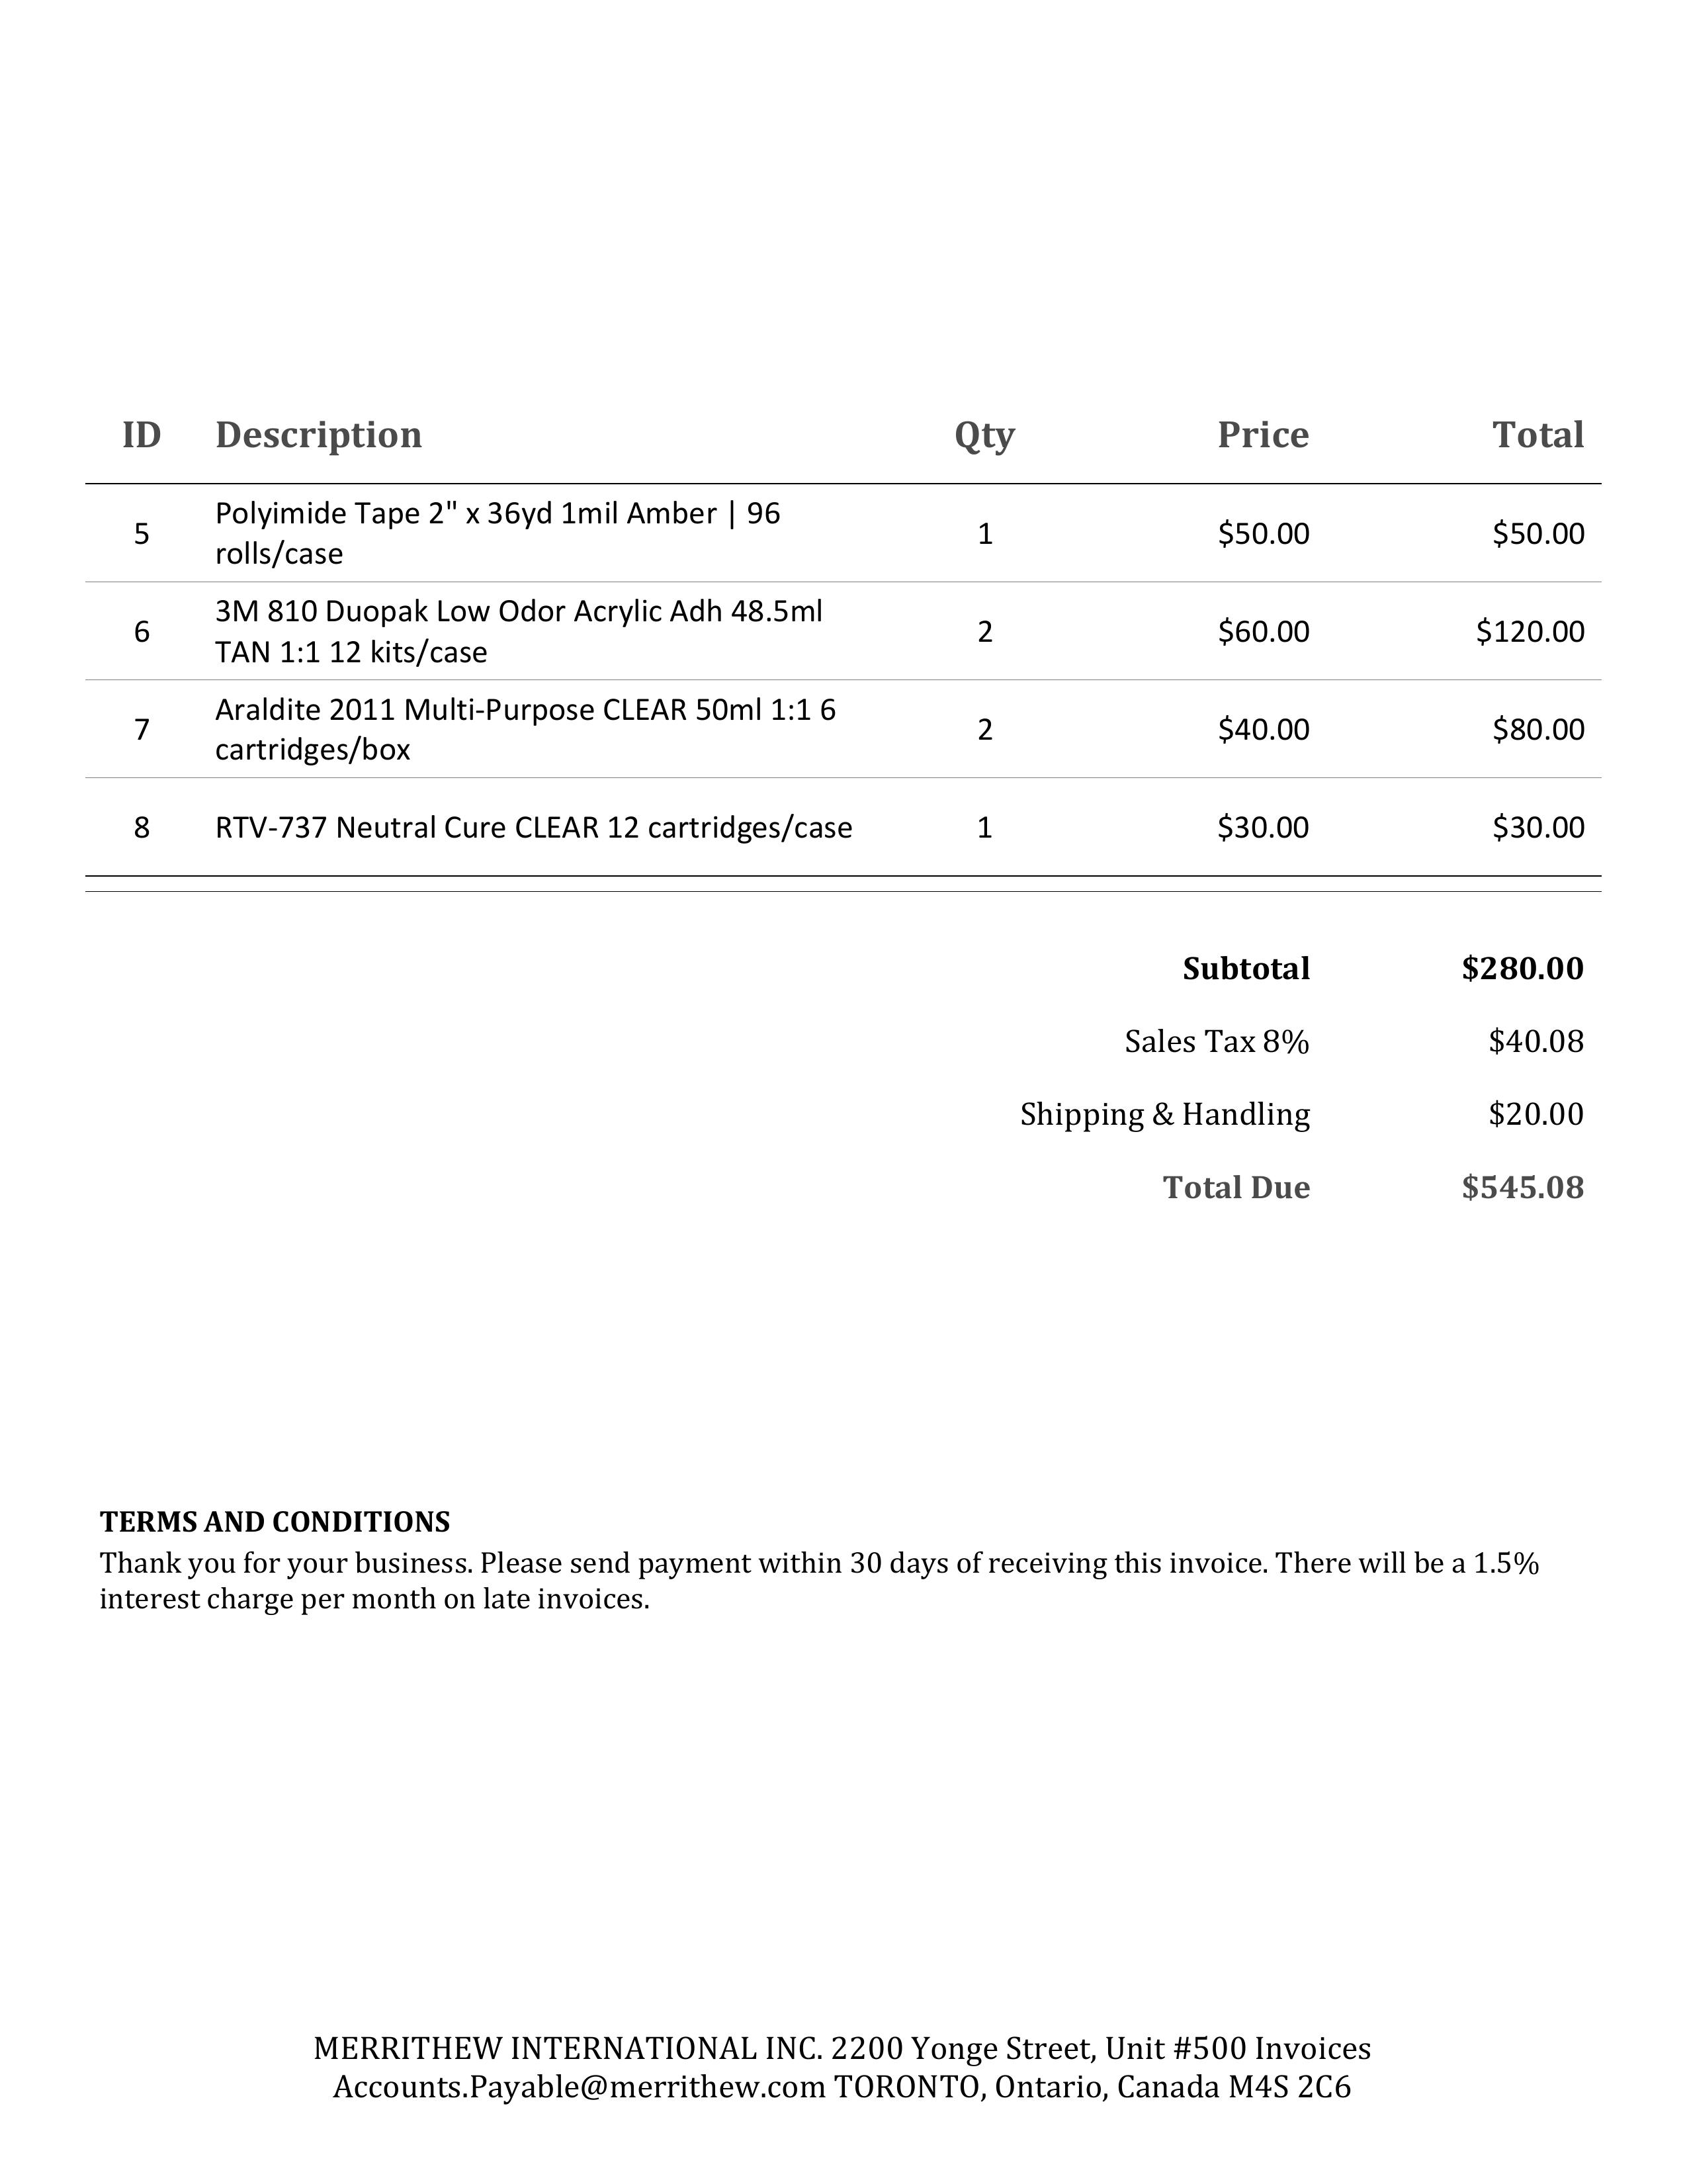 ID Description Qty Price Total
5 Polyimide Tape 2" x 36yd 1mil Amber | 96 1 $50.00 $50.00
rolls/case
6 3M 810 Duopak Low Odor Acrylic Adh 48.5ml 2 $60.00 $120.00
TAN 1:1 12 kits/case
7 Araldite 2011 Multi-Purpose CLEAR 50ml 1:1 6 2 $40.00 $80.00
cartridges/box
8 RTV-737 Neutral Cure CLEAR 12 cartridges/case 1 $30.00 $30.00
Subtotal $280.00
Sales Tax 8% $40.08
Shipping & Handling $20.00
Total Due $545.08
TERMS AND CONDITIONS
Thank you for your business. Please send payment within 30 days of receiving this invoice. There will be a 1.5%
interest charge per month on late invoices.
MERRITHEW INTERNATIONAL INC. 2200 Yonge Street, Unit #500 Invoices
Accounts.Payable@merrithew.com TORONTO, Ontario, Canada M4S 2C6